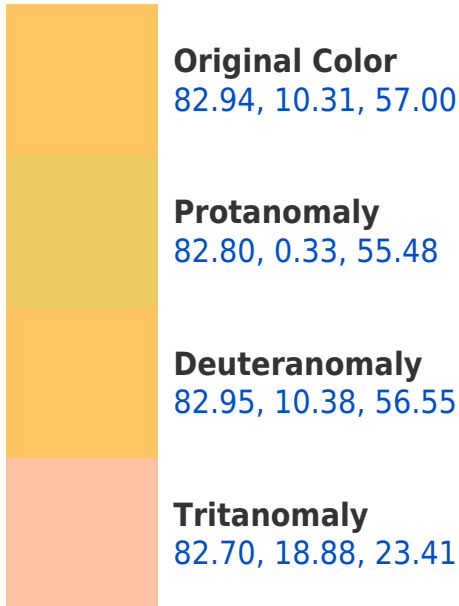 Original Color
82.94, 10.31, 57.00
Protanomaly
82.80, 0.33, 55.48
Deuteranomaly
82.95, 10.38, 56.55
Tritanomaly
82.70, 18.88, 23.41